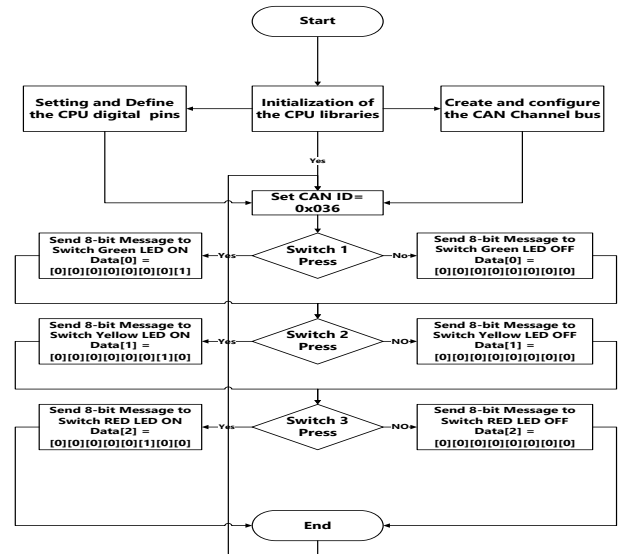 Start
Setting and Define
the CPU digital pins
Initialization of
the CPU libraries
Create and configure
the CAN Channel bus
Yes
Set CAN ID=
0x036
Send 8-bit Message to
Switch Green LED ON
Data[0] =
[0][0][0][0][0][0][0][1]
Yes
Switch 1
Press
No
Send 8-bit Message to
Switch Green LED OFF
Data[0] =
[0][0][0][0][0][0][0][0]
Send 8-bit Message to
Switch Yellow LED ON
Data[1] =
[0][0][0][0][0][0][1][0]
Yes
Switch 2
Press
NO
Send 8-bit Message to
Switch Yellow LED OFF
Data[1] =
[0][0][0][0][0][0][0][0]
Send 8-bit Message to
Switch RED LED ON
Data[2] =
[0][0][0][0][0][1][0][0]
Yes
Switch 3
Press
NO
Send 8-bit Message to
Switch RED LED OFF
Data[2] =
[0][0][0][0][0][0][0][0]
End